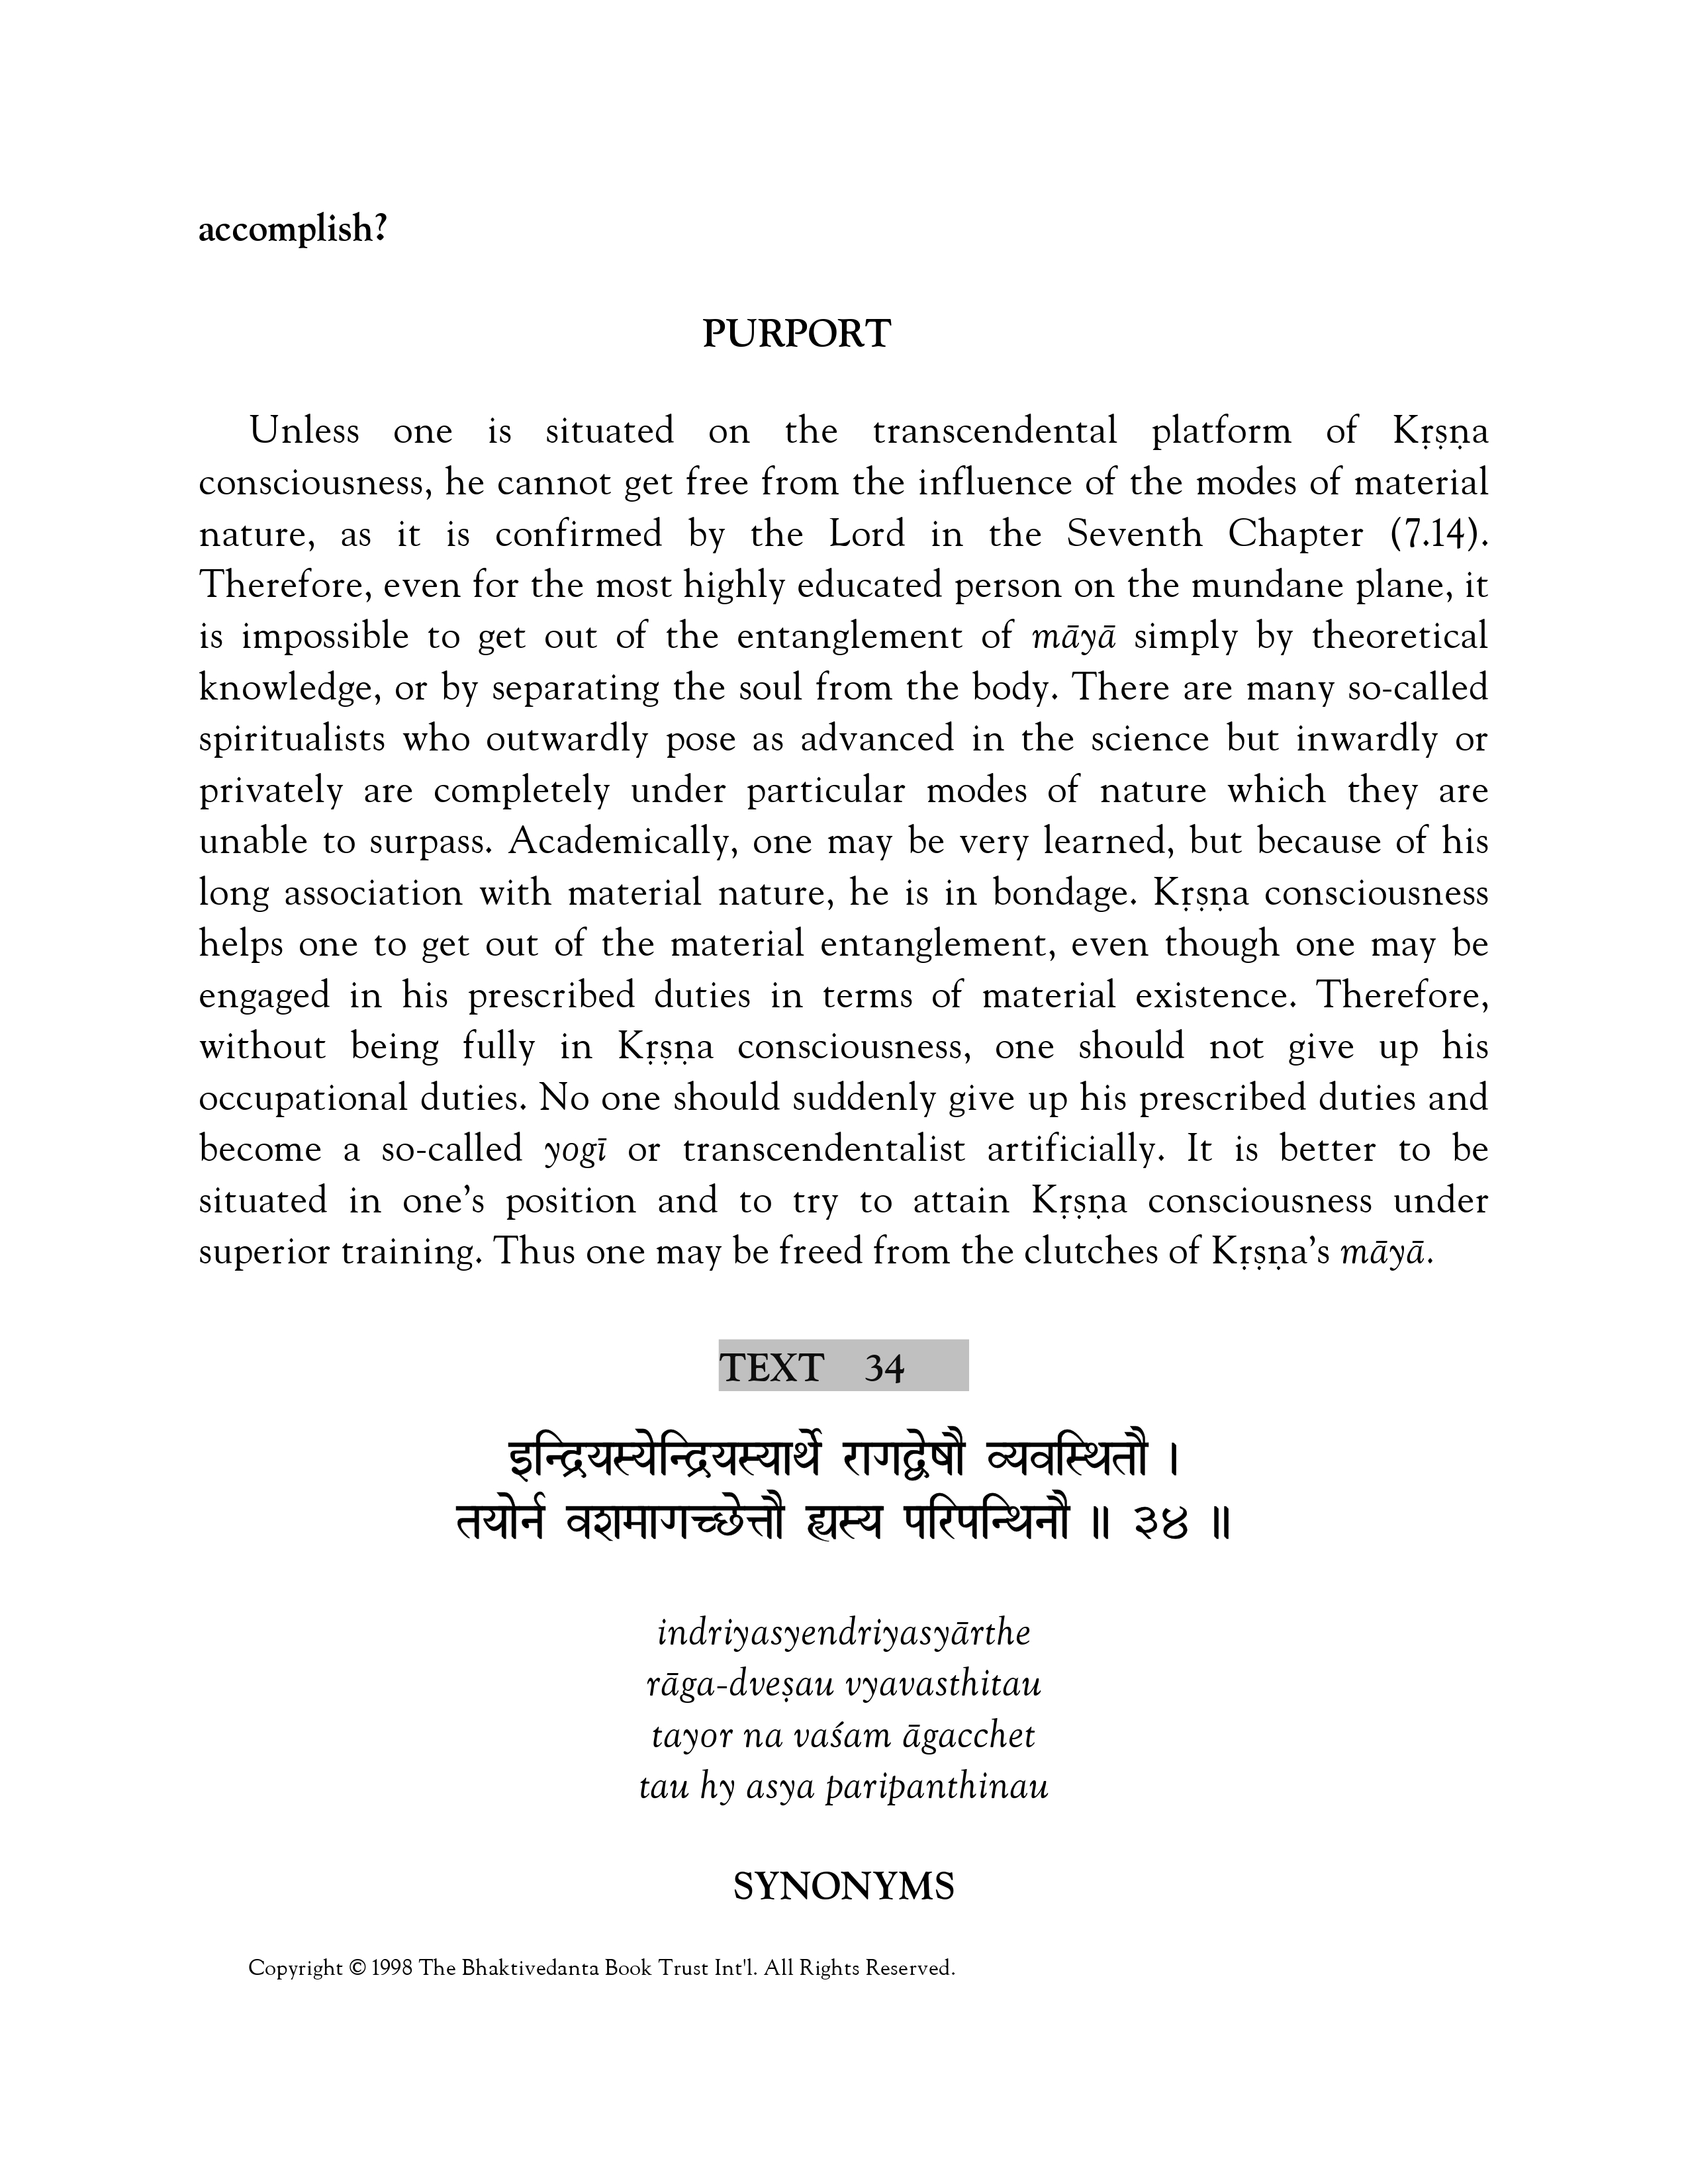 accomplish?
PURPORT
Unless one is situated on the transcendental platform of Kṛṣṇa
consciousness, he cannot get free from the influence of the modes of material
nature, as it is confirmed by the Lord in the Seventh Chapter (7.14).
Therefore, even for the most highly educated person on the mundane plane, it
is impossible to get out of the entanglement of māyā simply by theoretical
knowledge, or by separating the soul from the body. There are many so-called
spiritualists who outwardly pose as advanced in the science but inwardly or
privately are completely under particular modes of nature which they are
unable to surpass. Academically, one may be very learned, but because of his
long association with material nature, he is in bondage. Kṛṣṇa consciousness
helps one to get out of the material entanglement, even though one may be
engaged in his prescribed duties in terms of material existence. Therefore,
without being fully in Kṛṣṇa consciousness, one should not give up his
occupational duties. No one should suddenly give up his prescribed duties and
become a so-called yogī or transcendentalist artificially. It is better to be
situated in one’s position and to try to attain Kṛṣṇa consciousness under
superior training. Thus one may be freed from the clutches of Kṛṣṇa’s māyā.
TEXT 34
इन्द्रियस्येन्द्रियस्यार्थे रागद्वेषौ व्यवस्थितौ ।
तयोर्न वशमागच्छेत्तौ ह्यस्य परिपन्थिनौ ॥ ३४ ॥
indriyasyendriyasyārthe
rāga-dveṣau vyavasthitau
tayor na vaśam āgacchet
tau hy asya paripanthinau
SYNONYMS
Copyright © 1998 The Bhaktivedanta Book Trust Int'l. All Rights Reserved.